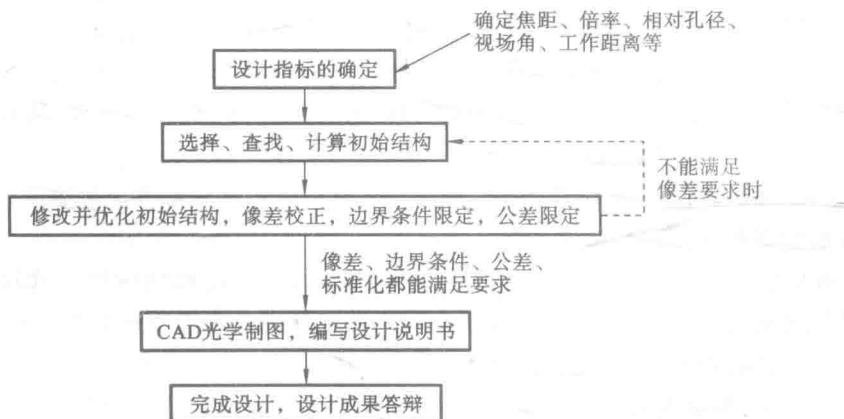 确定焦距、倍率、相对孔径、
视场角、工作距离等
设计指标的确定
选择、查找、计算初始结构
不能满足
像差要求时
修改并优化初始结构，像差校正，边界条件限定，公差限定
像差、边界条件、公差、
标准化都能满足要求
CAD光学制图，编写设计说明书
完成设计，设计成果答辩